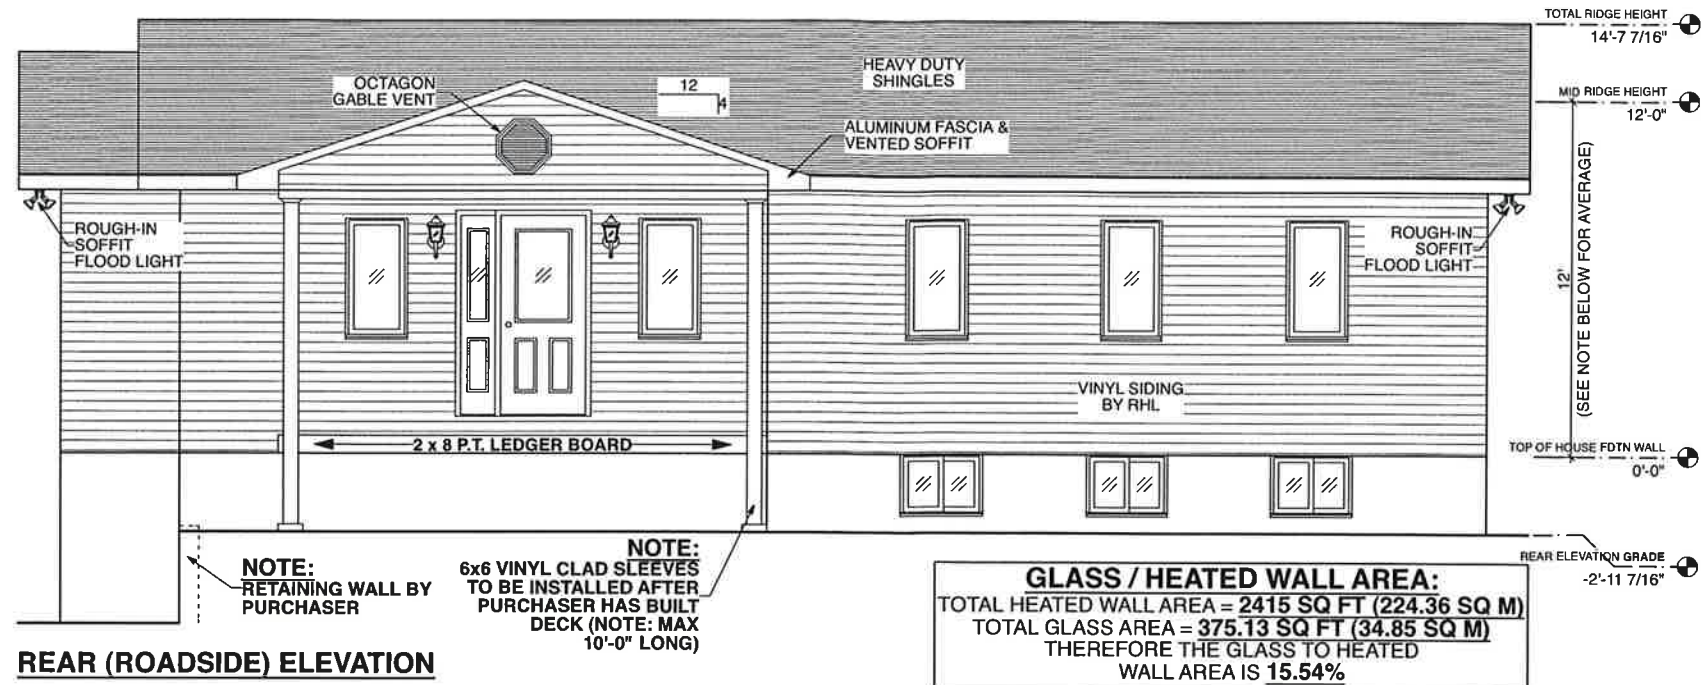 TOTAL RIDGE HEIGHT
14'-7 7/16"
HEAVY DUTY
SHINGLES
OCTAGON
GABLE VENT
12
4
MID RIDGE HEIGHT
12'-0"
ALUMINUM FASCIA &
VENTED SOFFIT
ROUGH-IN
SOFFIT
FLOOD LIGHT
ROUGH-IN
SOFFIT
FLOOD LIGHT
12'
(SEE NOTE BELOW FOR AVERAGE)
VINYL SIDING
BY RHL
2 x 8 P.T. LEDGER BOARD
TOP OF HOUSE FDTN WALL
0'-0"
REAR ELEVATION GRADE
-2'-11 7/16"
NOTE:
RETAINING WALL BY
PURCHASER
NOTE:
6x6 VINYL CLAD SLEEVES
TO BE INSTALLED AFTER
PURCHASER HAS BUILT
DECK (NOTE: MAX
10'-0" LONG)
GLASS / HEATED WALL AREA:
TOTAL HEATED WALL AREA = 2415 SQ FT (224.36 SQ M)
TOTAL GLASS AREA = 375.13 SQ FT (34.85 SQ M)
THEREFORE THE GLASS TO HEATED
WALL AREA IS 15.54%
REAR (ROADSIDE) ELEVATION